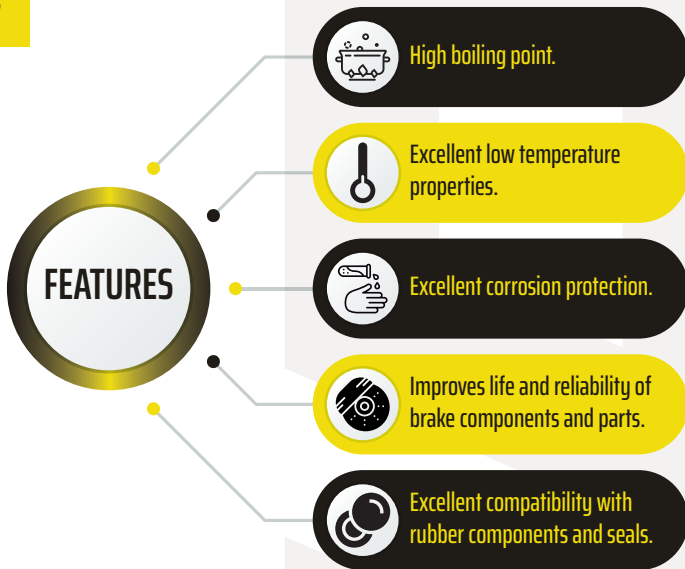 FEATURES
High boiling point.
Excellent low temperature
properties.
Excellent corrosion protection.
Improves life and reliability of
brake components and parts.
Excellent compatibility with
rubber components and seals.